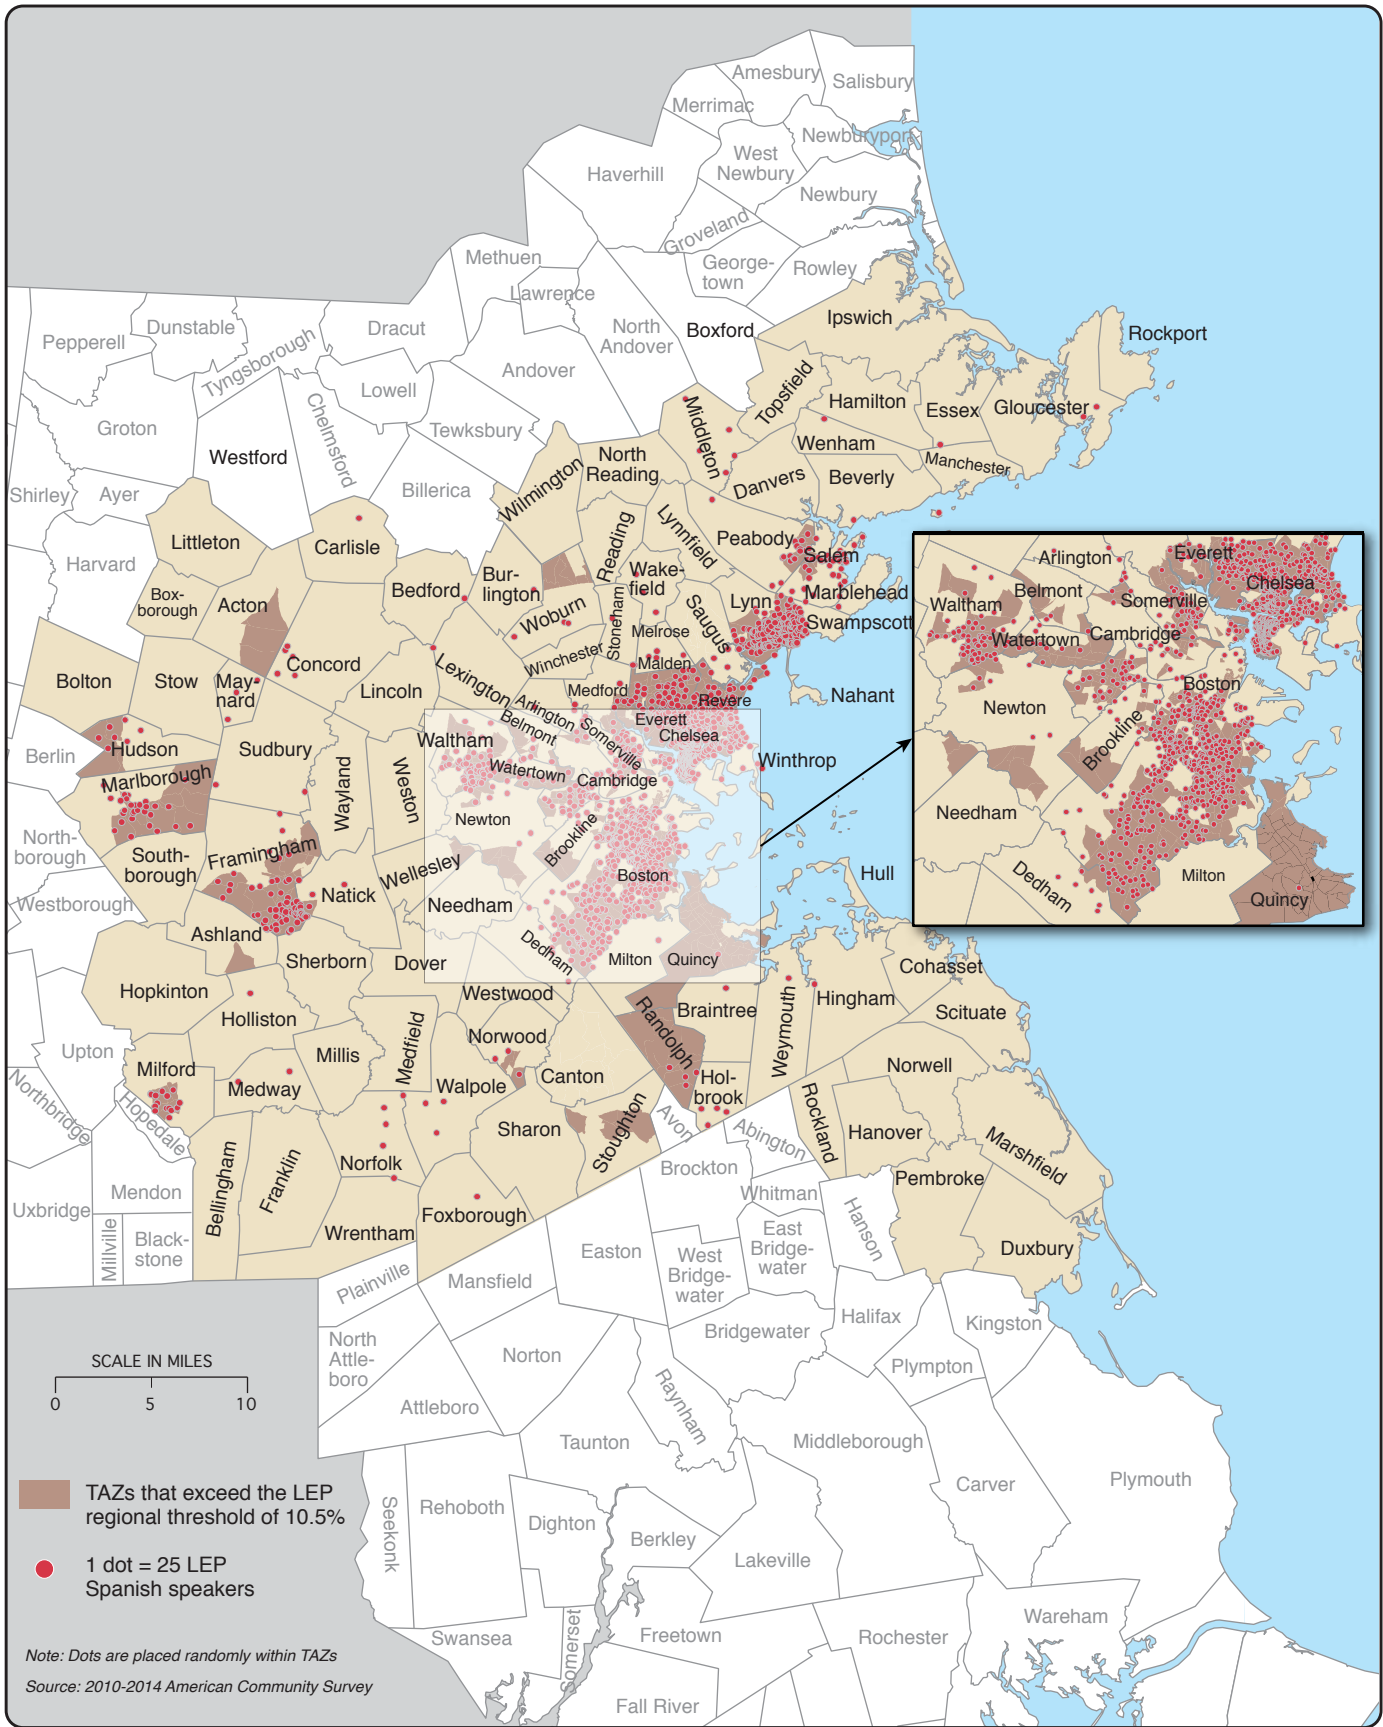 Amesbury
Salisbury
Merrimac
Newburyport
West
Newbury
Haverhill
Newbury
Groveland
Methuen
George-
town
Rowley
Lawrence
Ipswich
Dunstable
Dracut
North
Andover
Boxford
Rockport
Pepperell
Tyngsborough
Andover
Lowell
Topsfield
Hamilton
Essex
Gloucester
Groton
Chelmsford
Tewksbury
Middleton
Wenham
Westford
North
Reading
Manchester
Shirley
Ayer
Billerica
Wilmington
Danvers
Beverly
Littleton
Carlisle
Reading
Lynnfield
Peabody
Salem
Harvard
Box-
borough
Acton
Bedford
Bur-
lington
Woburn
Wake-
field
Stoneham
Saugus
Lynn
Marblehead
Swampscott
Melrose
Concord
Winchester
Malden
Bolton
Stow
May-
nard
Lincoln
Lexington
Medford
Revere
Nahant
Arlington
Everett
Belmont
Somerville
Chelsea
Berlin
Hudson
Sudbury
Waltham
Watertown
Cambridge
Winthrop
Marlborough
Wayland
Weston
Newton
Brookline
North-
borough
South-
borough
Framingham
Wellesley
Boston
Hull
Natick
Westborough
Needham
Ashland
Sherborn
Dover
Dedham
Milton
Quincy
Cohasset
Hopkinton
Westwood
Randolph
Braintree
Weymouth
Hingham
Scituate
Holliston
Norwood
Upton
Millis
Medfield
Canton
Norwell
Milford
Medway
Walpole
Hol-
brook
Northbridge
Hopedale
Rockland
Hanover
Sharon
Stoughton
Avon
Abington
Marshfield
Bellingham
Franklin
Norfolk
Brockton
Pembroke
Mendon
Whitman
Uxbridge
Foxborough
Hanson
Millville
Black-
stone
Wrentham
Easton
West
Bridge-
water
East
Bridge-
water
Duxbury
Plainville
Mansfield
Halifax
Kingston
Bridgewater
North
Attle-
boro
Norton
Plympton
Raynham
Attleboro
Taunton
Middleborough
Carver
Plymouth
Seekonk
Rehoboth
Dighton
Berkley
Lakeville
Wareham
Swansea
Somerset
Freetown
Rochester
Fall River
Arlington
Everett
Chelsea
Waltham
Belmont
Somerville
Watertown
Cambridge
Boston
Newton
Brookline
Needham
Dedham
Milton
Quincy
SCALE IN MILES
0 5 10
TAZs that exceed the LEP
regional threshold of 10.5%
1 dot = 25 LEP
Spanish speakers
Note: Dots are placed randomly within TAZs
Source: 2010-2014 American Community Survey